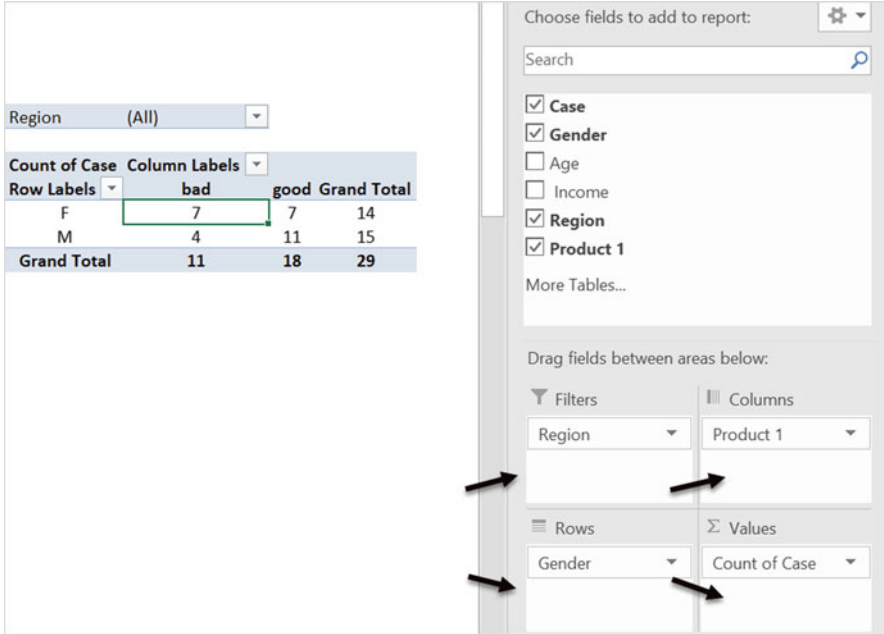 Choose fields to add to report:
Search
Region (All)
Count of Case Column Labels
Row Labels bad good Grand Total
F 7 7 14
M 4 11 15
Grand Total 11 18 29
Case
Gender
Age
Income
Region
Product 1
More Tables...
Drag fields between areas below:
Filters
Columns
Region
Product 1
Rows
Σ Values
Gender
Count of Case